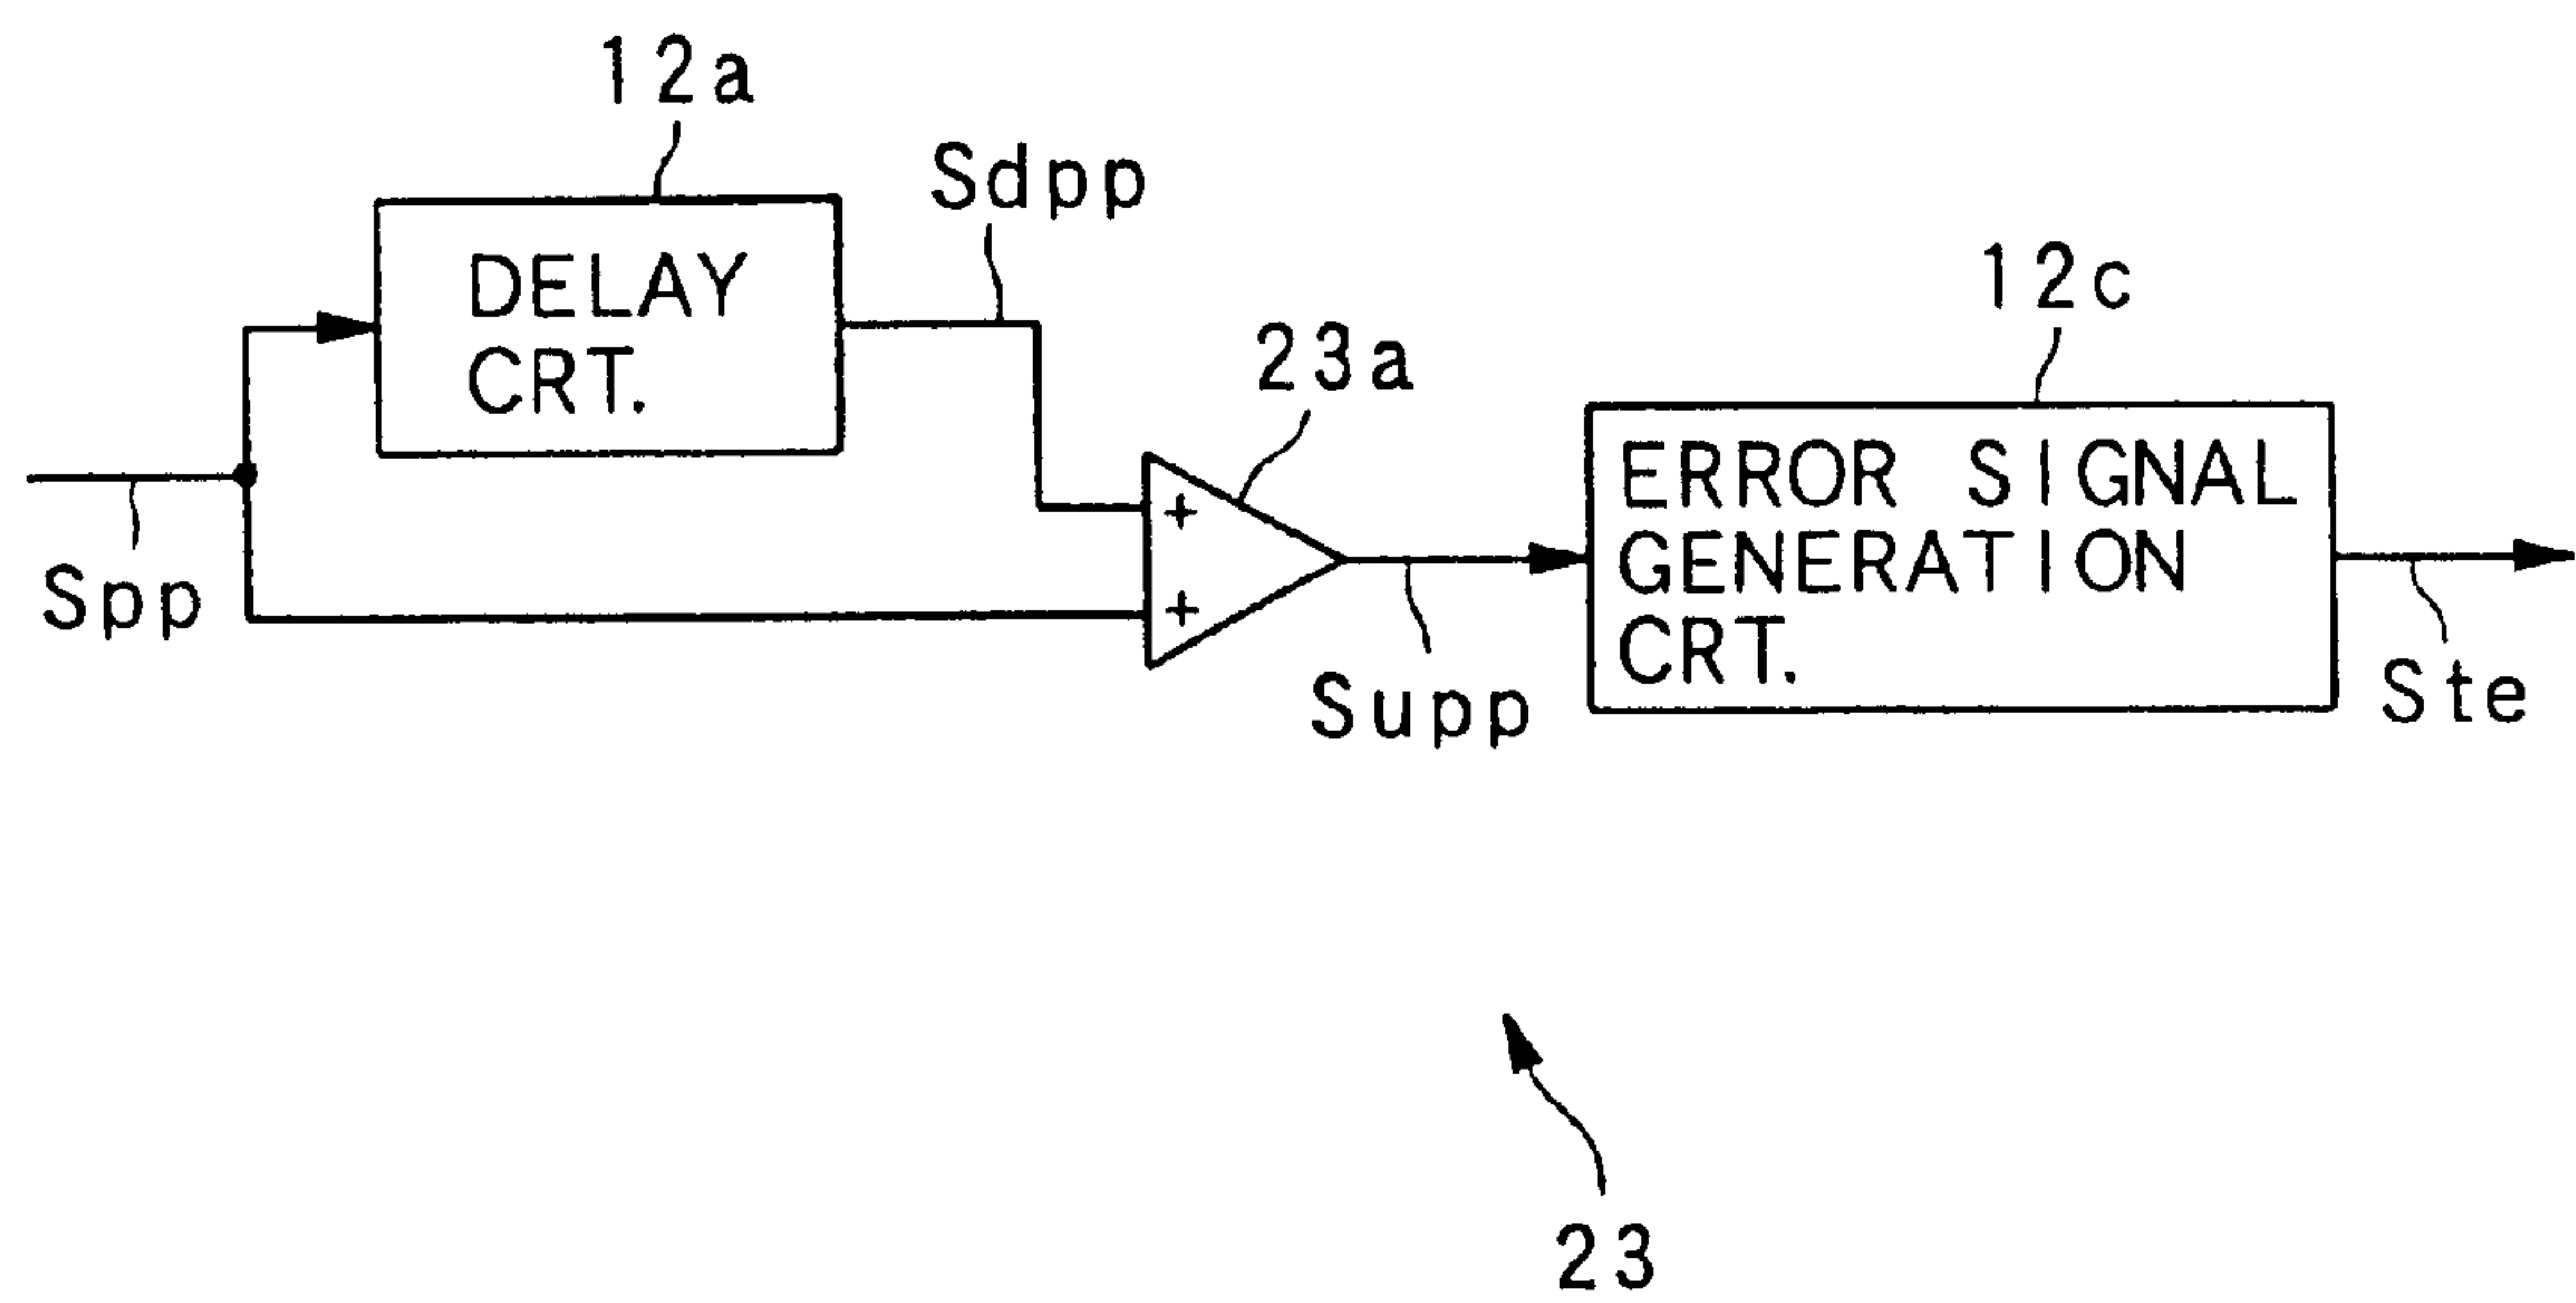 12a
Sdpp
DELAY
CRT.
12c
23a
+
+
ERROR SIGNAL
GENERATION
CRT.
Spp
Supp
Ste
23